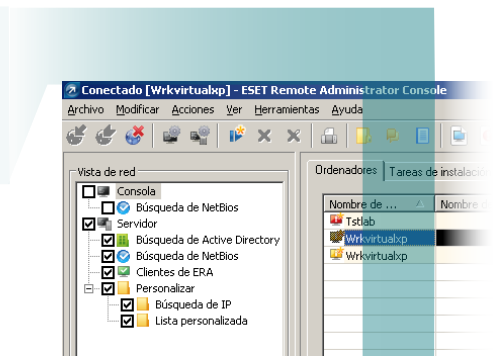 Conectado [Wrkvirtualxp] - ESET Remote Administrator Console
Archivo Modificar Acciones Ver Herramientas Ayuda
Vista de red
Consola
Búsqueda de NetBios
Servidor
Búsqueda de Active Directory
Búsqueda de NetBios
Clientes de ERA
Personalizar
Búsqueda de IP
Lista personalizada
Ordenadores Tareas de instalación
Nombre de ... Nombre d
Tstlab
Wrkvirtualxp
Wrkvirtualxp